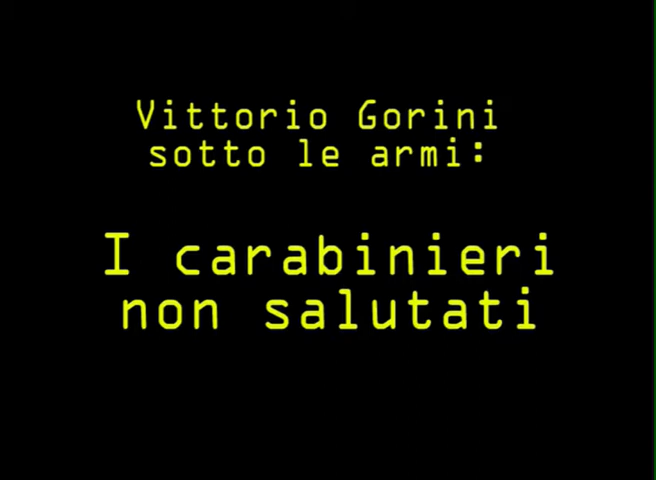 Vittorio Gorini
sotto le armi:
I carabinieri
non salutati